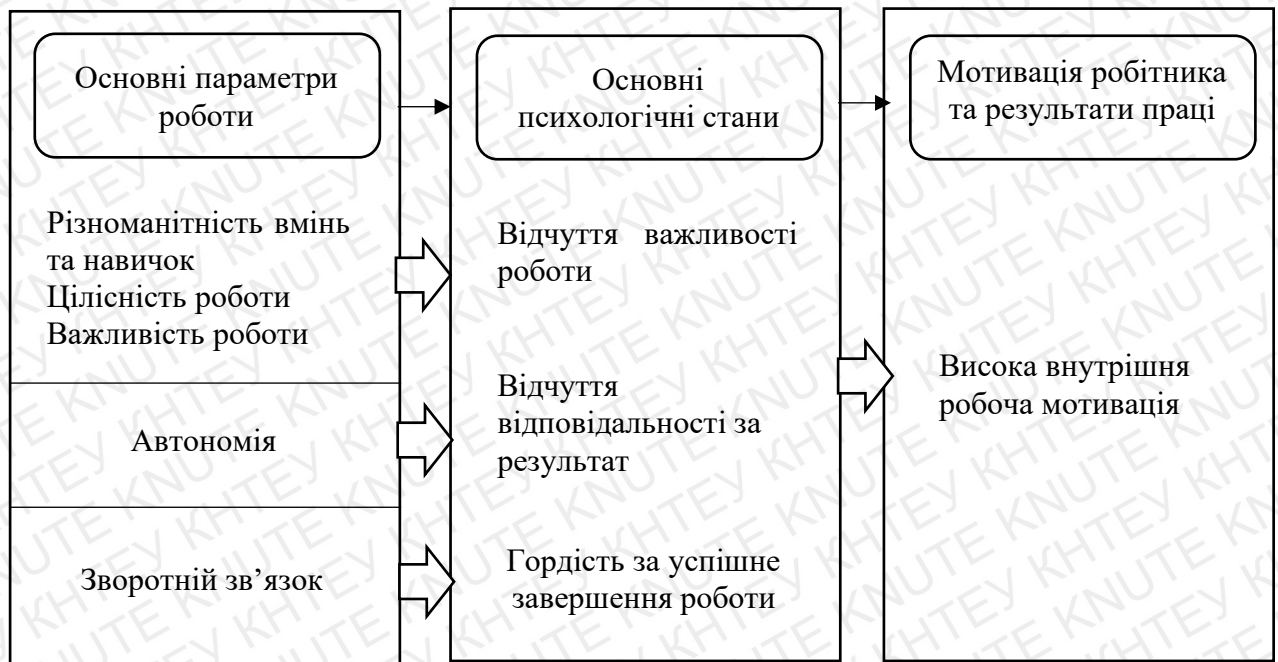 Основні параметри
роботи
Основні
психологічні стани
Мотивація робітника
та результати праці
Різноманітність вмінь
та навичок
Цілісність роботи
Важливість роботи
Відчуття важливості
роботи
Автономія
Відчуття
відповідальності за
результат
Висока внутрішня
робоча мотивація
Зворотній зв’язок
Гордість за успішне
завершення роботи